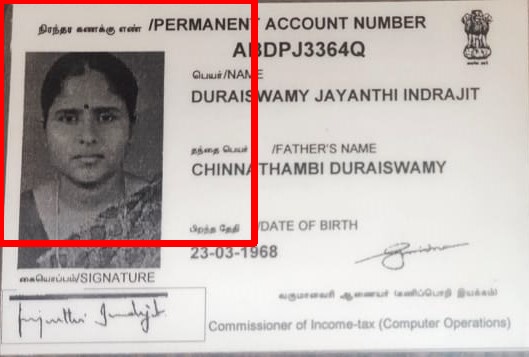 நிரந்தர கணக்கு எண் /PERMANENT ACCOUNT NUMBER
ABDPJ3364Q
பெயர்/NAME
DURAISWAMY JAYANTHI INDRAJIT
தந்தை பெயர் /FATHER'S NAME
CHINNATHAMBI DURAISWAMY
பிறந்த தேதி /DATE OF BIRTH
23-03-1968
கையொப்பம்/SIGNATURE
வருமானவரி ஆணையர் (கணிப்பொறி இயக்கம்)
Commissioner of Income-tax (Computer Operations)